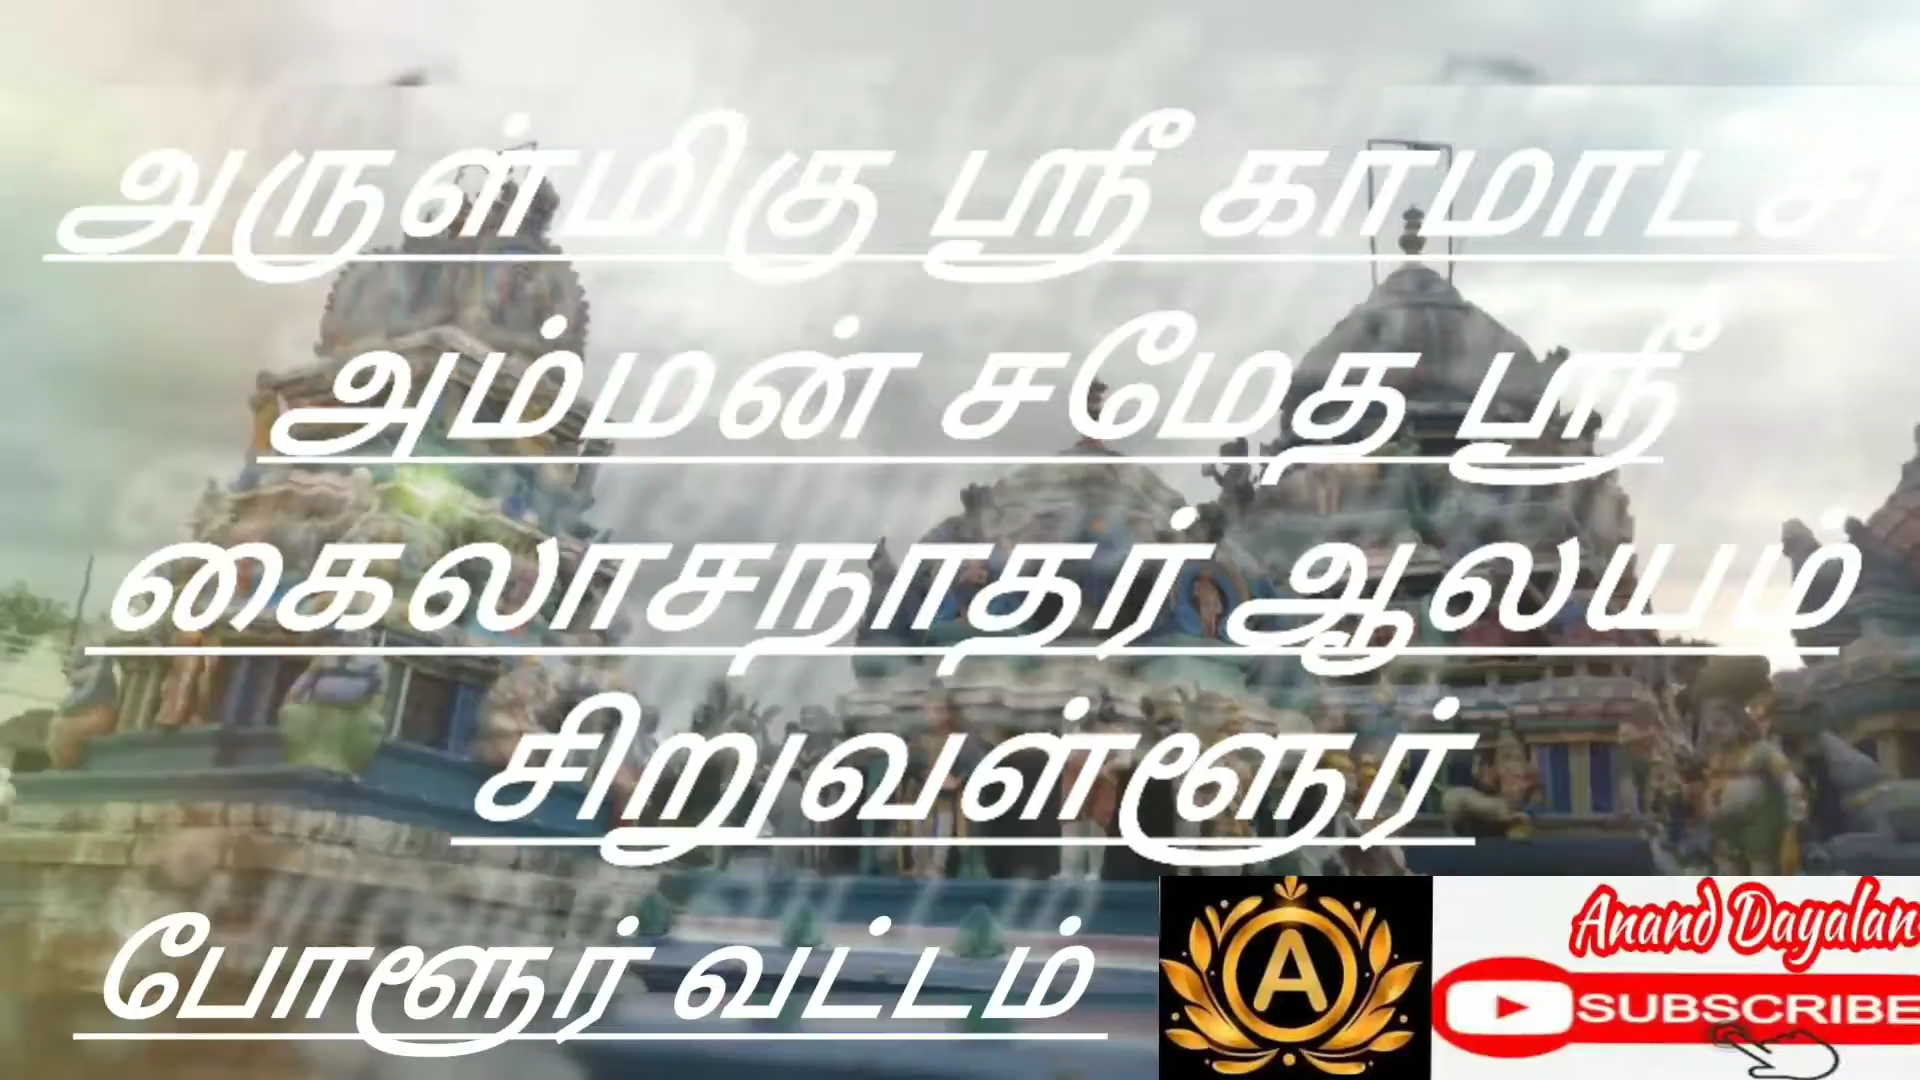 அருள்மிகு ஸ்ரீ காமாட்சி
அம்மன் சமேத ஸ்ரீ
கைலாசநாதர் ஆலயம்
சிறுவள்ளூர்
போளூர் வட்டம்
A
Anand Dayalan
SUBSCRIBE